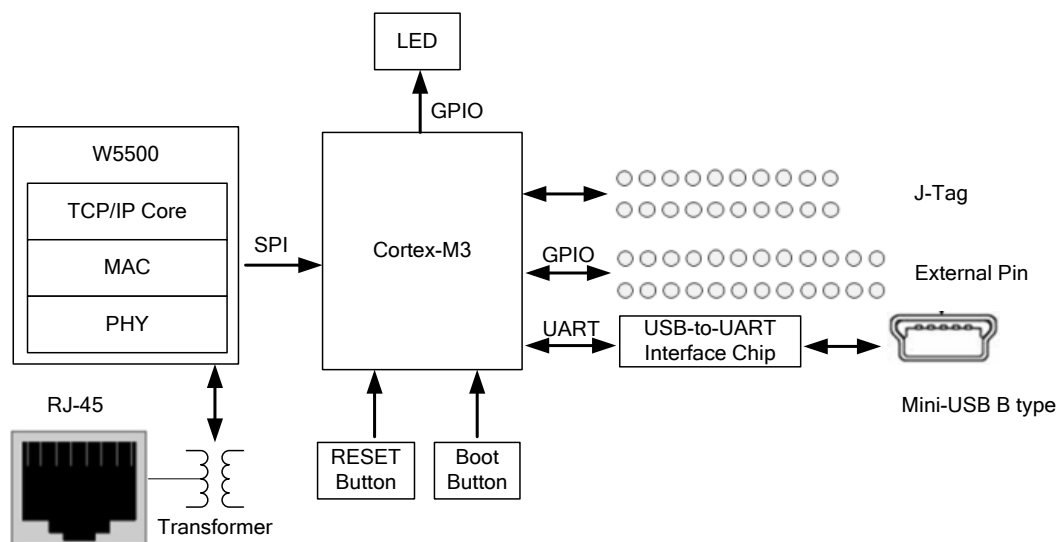 LED
GPIO
W5500
TCP/IP Core
MAC
PHY
SPI
Cortex-M3
J-Tag
GPIO
External Pin
UART
USB-to-UART
Interface Chip
Mini-USB B type
RJ-45
Transformer
RESET
Button
Boot
Button